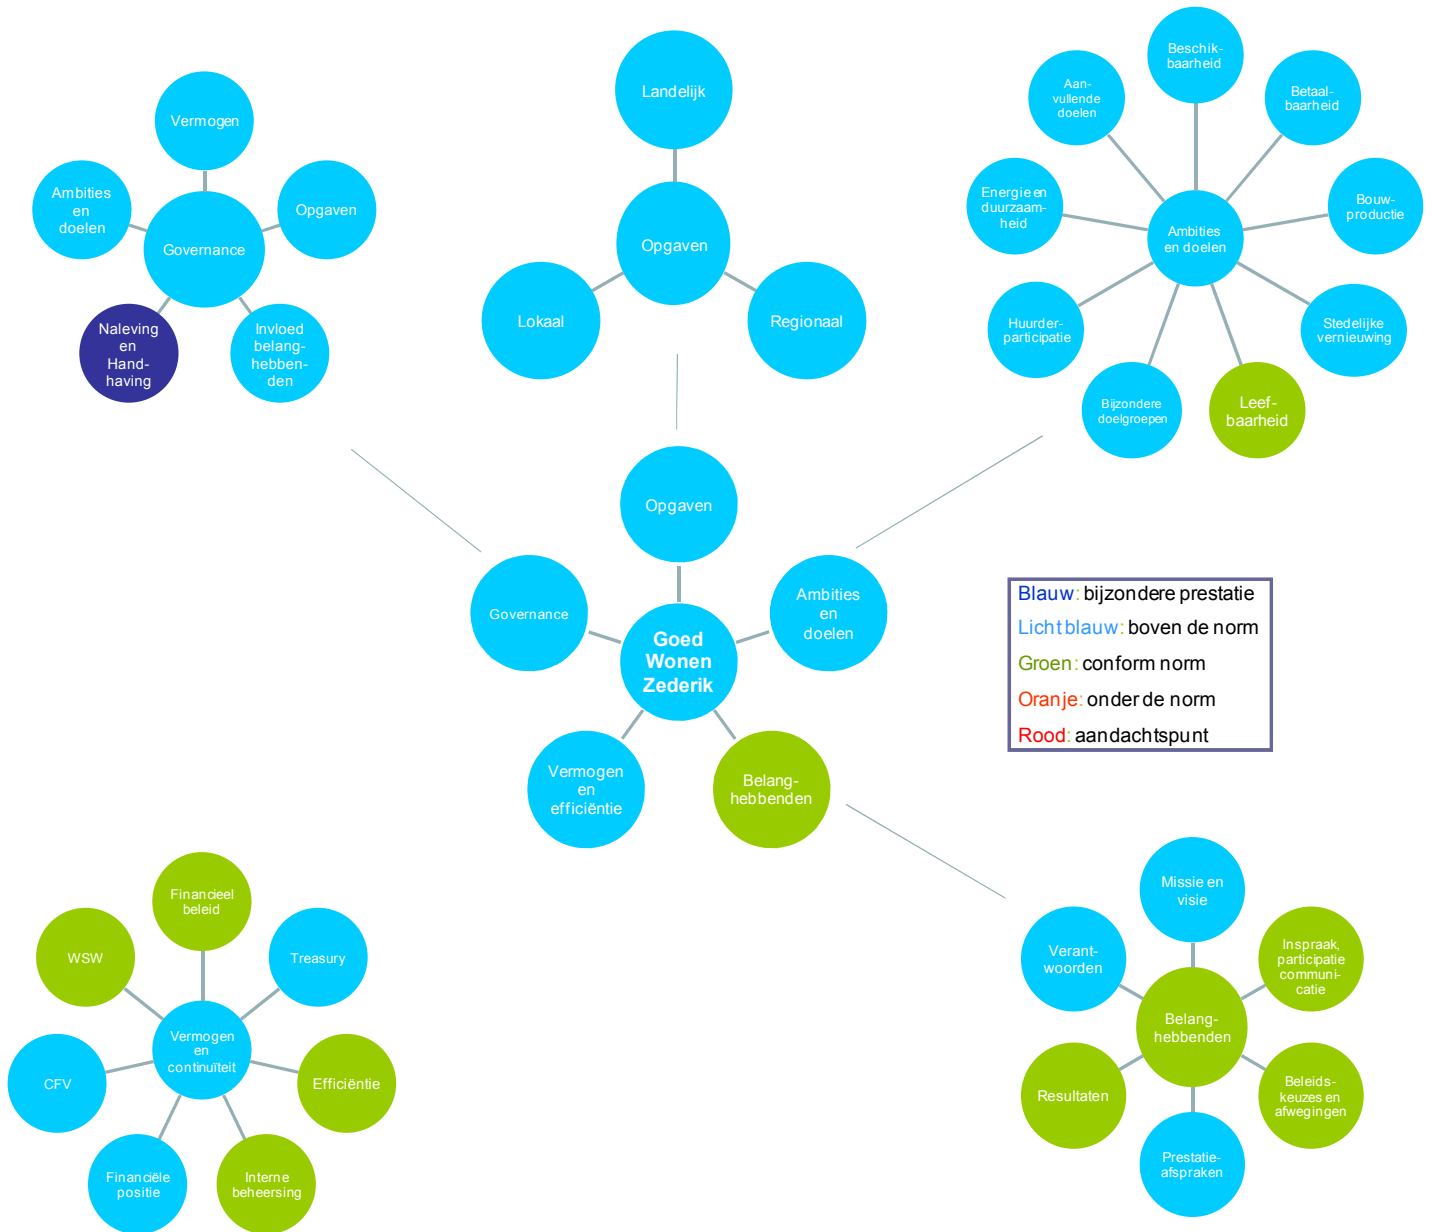 Vermogen
Ambities
en
doelen
Opgaven
Governance
Naleving
en
Hand-
having
Invloed
belang-
hebben-
den
Landelijk
Opgaven
Lokaal
Regionaal
Beschik-
baarheid
Aan-
vullende
doelen
Betaal-
baarheid
Energie en
duurzaam-
heid
Bouw-
productie
Ambities
en doelen
Huurder-
participatie
Stedelijke
vernieuwing
Bijzondere
doelgroepen
Leef-
baarheid
Opgaven
Governance
Ambities
en
doelen
Goed
Wonen
Zederik
Vermogen
en
efficiëntie
Belang-
hebbenden
Blauw: bijzondere prestatie
Licht blauw: boven de norm
Groen: conform norm
Oranje: onder de norm
Rood: aandachtspunt
Financieel
beleid
WSW
Treasury
Vermogen
en
continuïteit
CFV
Efficiëntie
Financiële
positie
Interne
beheersing
Missie en
visie
Verant-
woorden
Inspraak,
participatie
communi-
catie
Belang-
hebbenden
Resultaten
Beleids-
keuzes en
afwegingen
Prestatie-
afspraken